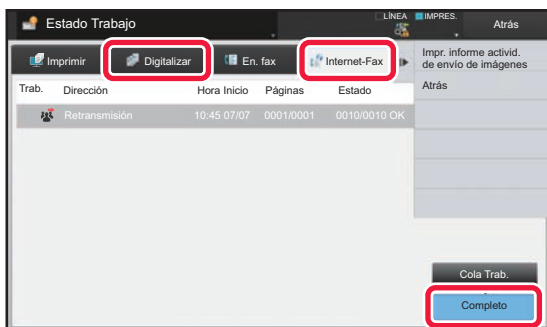 Estado Trabajo
LÍNEA
IMPRES.
Atrás
Imprimir
Digitalizar
En. fax
Internet-Fax
Impr. informe activid.
de envío de imágenes
Atrás
Trab. Dirección Hora Inicio Páginas Estado
Retransmisión 10:45 07/07 0001/0001 0010/0010 OK
Cola Trab.
Completo